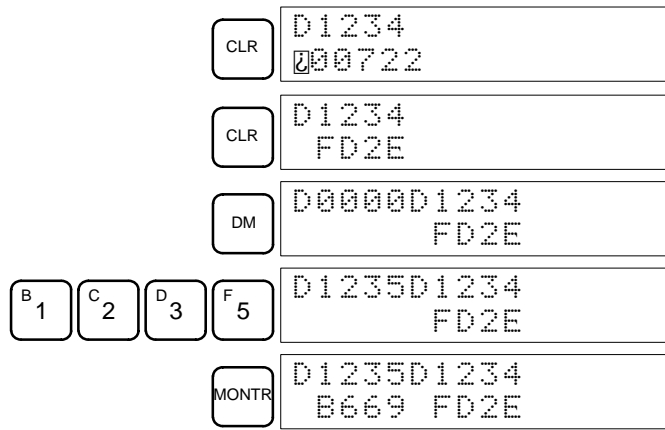 CLR
D1234
¿00722
CLR
D1234
FD2E
DM
D0000D1234
FD2E
B 1 C 2 D 3 F 5
D1235D1234
FD2E
MONTR
D1235D1234
B669 FD2E